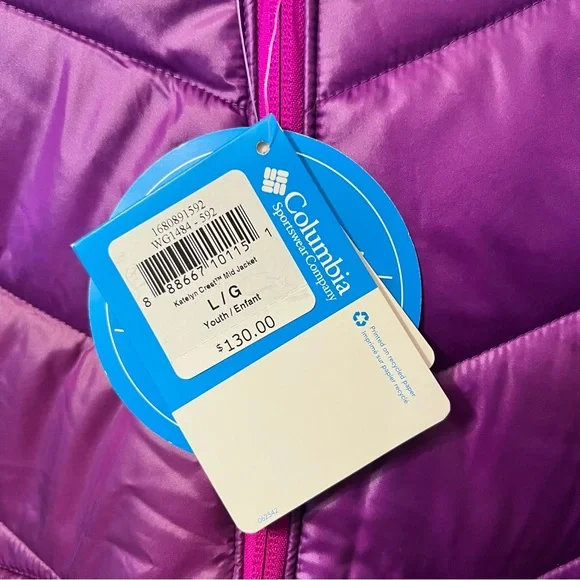 1680891592
WG1484 - 592
8 88667 10115 1
Katelyn Crest™ Mid Jacket
L / G
Youth / Enfant
$130.00
Columbia
Sportswear Company
Printed on recycled paper
Imprimé sur papier recyclé
062542